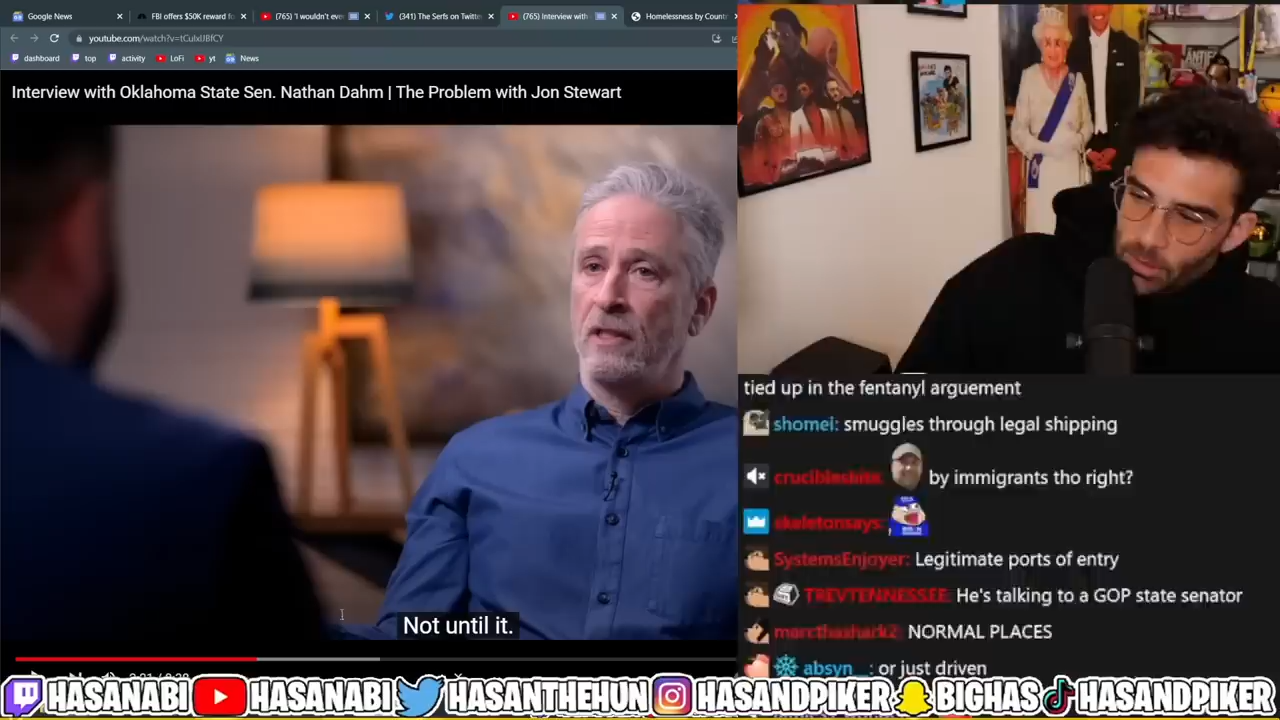 Google News
FBI offers $50K reward fo
(765) 'I wouldn't eve
(341) The Serfs on Twitte
(765) Interview with
Homelessness by Count
youtube.com/watch?v=
dashboard
top
activity
LoFi
yt
News
Interview with Oklahoma State Sen. Nathan Dahm | The Problem with Jon Stewart
Not until it.
tied up in the fentanyl arguement
shomei: smuggles through legal shipping
by immigrants tho right?
skeletonsays:
SystemsEnjoyer: Legitimate ports of entry
TREVTENNESSEE: He's talking to a GOP state senator
marcthashark2: NORMAL PLACES
absyn__: or just driven
HASANABI HASANABI HASANTHEHUN HASANDPIKER BIGHAS HASANDPIKER